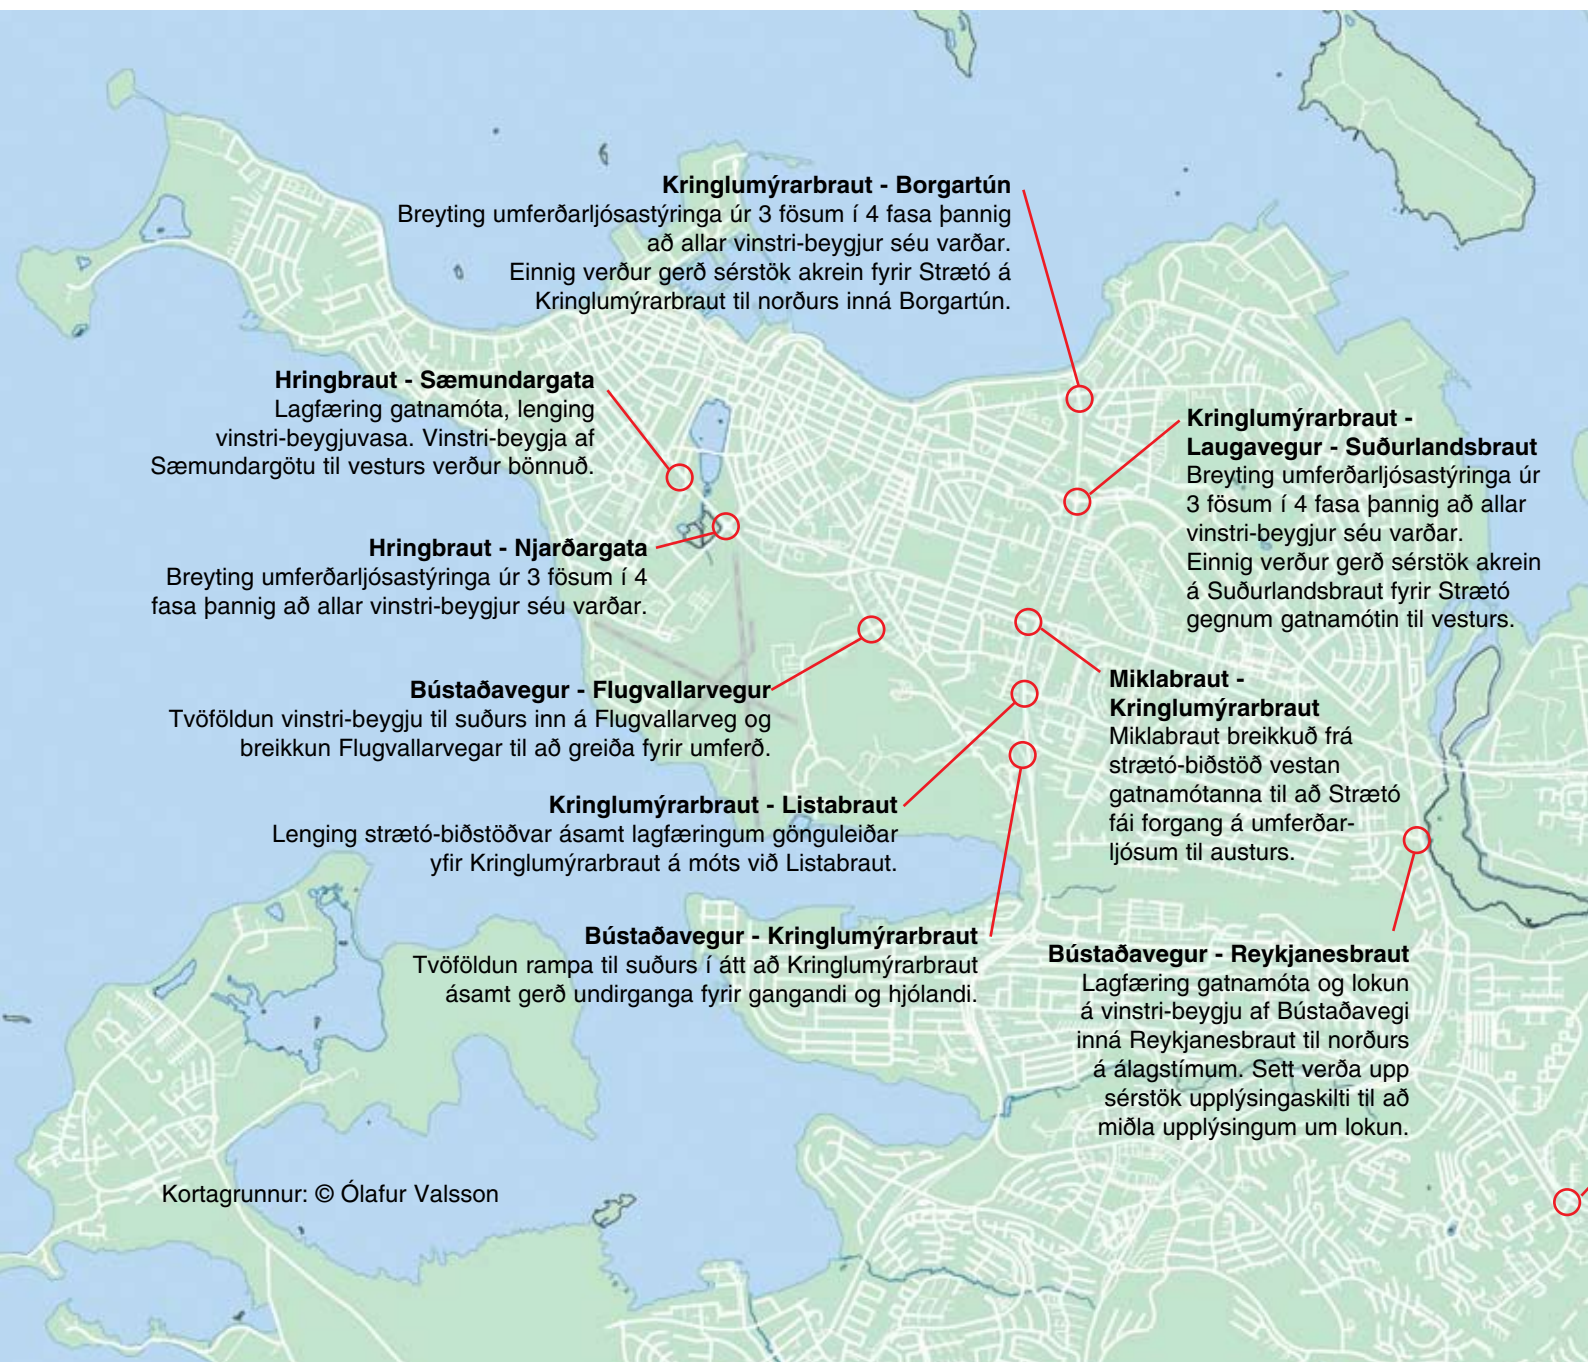 Kringlumýrarbraut - Borgartún
Breyting umferðarljósastýringa úr 3 fösum í 4 fasa þannig
að allar vinstri-beygjur séu varðar.
Einnig verður gerð sérstök akrein fyrir Strætó á
Kringlumýrarbraut til norðurs inná Borgartún.
Hringbraut - Sæmundargata
Lagfæring gatnamóta, lenging
vinstri-beygjuvasa. Vinstri-beygja af
Sæmundargötu til vesturs verður bönnuð.
Kringlumýrarbraut -
Laugavegur - Suðurlandsbraut
Breyting umferðarljósastýringa úr
3 fösum í 4 fasa þannig að allar
vinstri-beygjur séu varðar.
Einnig verður gerð sérstök akrein
á Suðurlandsbraut fyrir Strætó
gegnum gatnamótin til vesturs.
Hringbraut - Njarðargata
Breyting umferðarljósastýringa úr 3 fösum í 4
fasa þannig að allar vinstri-beygjur séu varðar.
Bústaðavegur - Flugvallarvegur
Tvöföldun vinstri-beygju til suðurs inn á Flugvallarveg og
breikkun Flugvallarvegar til að greiða fyrir umferð.
Miklabraut -
Kringlumýrarbraut
Miklabraut breikkuð frá
strætó-biðstöð vestan
gatnamótanna til að Strætó
fái forgang á umferðar-
ljósum til austurs.
Kringlumýrarbraut - Listabraut
Lenging strætó-biðstöðvar ásamt lagfæringum gönguleiðar
yfir Kringlumýrarbraut á móts við Listabraut.
Bústaðavegur - Kringlumýrarbraut
Tvöföldun rampa til suðurs í átt að Kringlumýrarbraut
ásamt gerð undirganga fyrir gangandi og hjólandi.
Bústaðavegur - Reykjanesbraut
Lagfæring gatnamóta og lokun
á vinstri-beygju af Bústaðavegi
inná Reykjanesbraut til norðurs
á álagstímum. Sett verða upp
sérstök upplýsingaskilti til að
miðla upplýsingum um lokun.
Kortagrunnur: © Ólafur Valsson